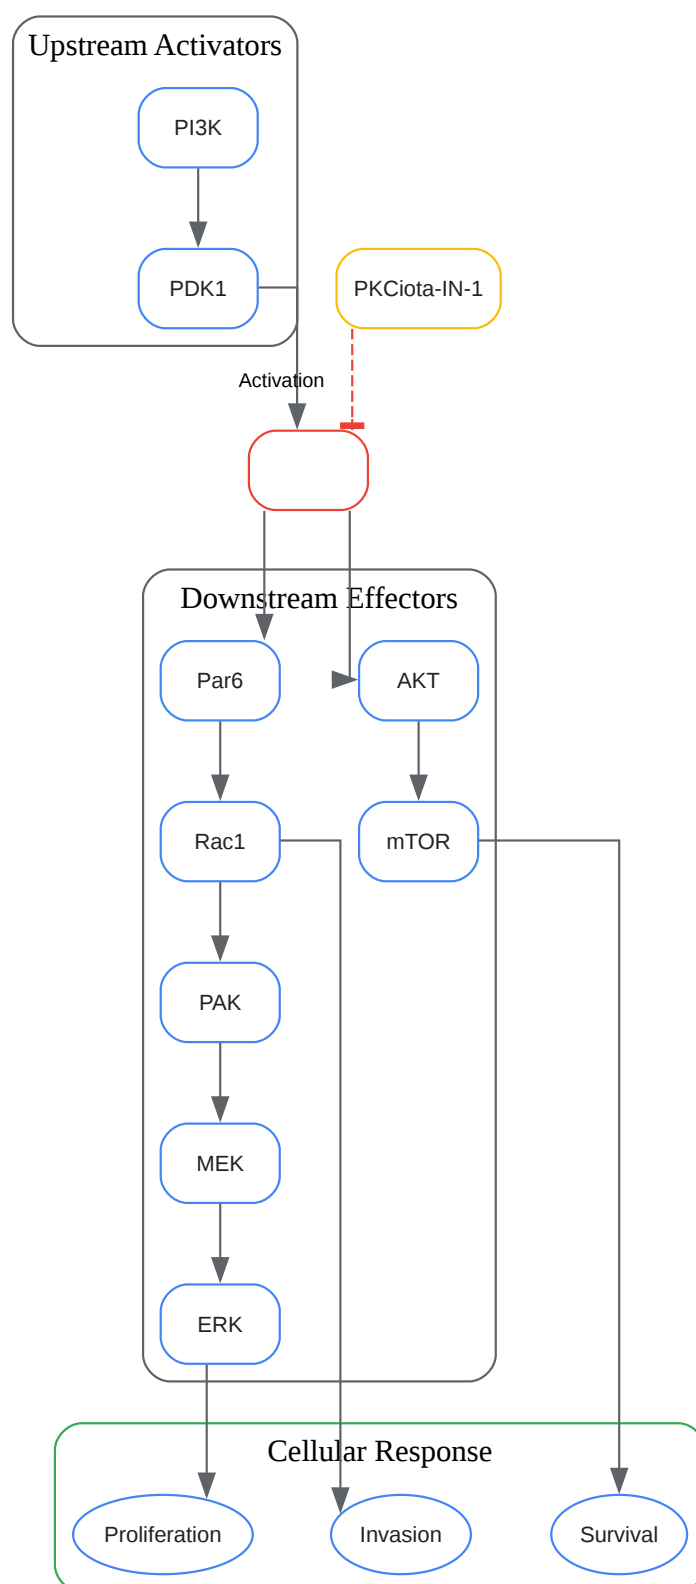 Upstream Activators
PI3K
PDK1
PKCiota-IN-1
Activation
Downstream Effectors
Par6
AKT
Rac1
mTOR
PAK
MEK
ERK
Cellular Response
Proliferation
Invasion
Survival